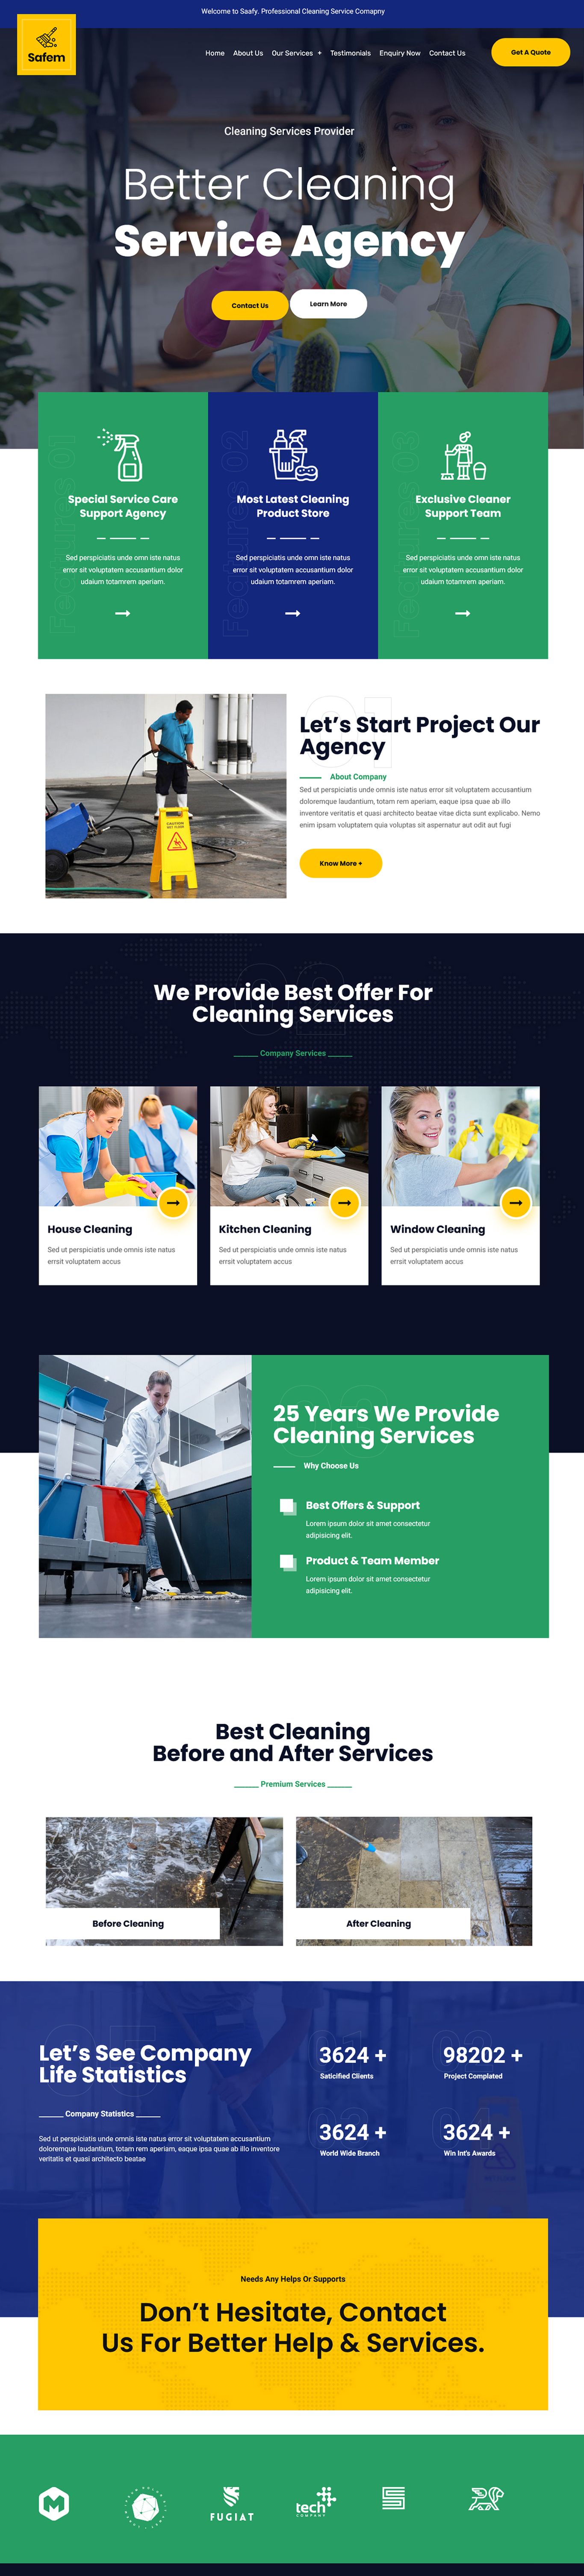 Welcome to Saafy. Professional Cleaning Service Comapny
Safem
Home About Us Our Services + Testimonials Enquiry Now Contact Us Get A Quote
Cleaning Services Provider
Better Cleaning
Service Agency
Contact Us Learn More
Features 01
Special Service Care
Support Agency
Sed perspiciatis unde omn iste natus
error sit voluptatem accusantium dolor
udaium totamrem aperiam.
Features 02
Most Latest Cleaning
Product Store
Sed perspiciatis unde omn iste natus
error sit voluptatem accusantium dolor
udaium totamrem aperiam.
Features 03
Exclusive Cleaner
Support Team
Sed perspiciatis unde omn iste natus
error sit voluptatem accusantium dolor
udaium totamrem aperiam.
CAUTION
WET FLOOR
01
Let’s Start Project Our
Agency
About Company
Sed ut perspiciatis unde omnis iste natus error sit voluptatem accusantium
doloremque laudantium, totam rem aperiam, eaque ipsa quae ab illo
inventore veritatis et quasi architecto beatae vitae dicta sunt explicabo. Nemo
enim ipsam voluptatem quia voluptas sit aspernatur aut odit aut fugi
Know More +
02
We Provide Best Offer For
Cleaning Services
Company Services
House Cleaning
Sed ut perspiciatis unde omnis iste natus
errsit voluptatem accus
Kitchen Cleaning
Sed ut perspiciatis unde omnis iste natus
errsit voluptatem accus
Window Cleaning
Sed ut perspiciatis unde omnis iste natus
errsit voluptatem accus
03
25 Years We Provide
Cleaning Services
Why Choose Us
Best Offers & Support
Lorem ipsum dolor sit amet consectetur
adipisicing elit.
Product & Team Member
Lorem ipsum dolor sit amet consectetur
adipisicing elit.
Best Cleaning
Before and After Services
Premium Services
Before Cleaning
After Cleaning
05
Let’s See Company
Life Statistics
Company Statistics
Sed ut perspiciatis unde omnis iste natus error sit voluptatem accusantium
doloremque laudantium, totam rem aperiam, eaque ipsa quae ab illo inventore
veritatis et quasi architecto beatae
01
3624 +
Saticified Clients
02
98202 +
Project Complated
03
3624 +
World Wide Branch
04
3624 +
Win Int's Awards
Needs Any Helps Or Supports
Don’t Hesitate, Contact
Us For Better Help & Services.
FUGIAT
tech
COMPANY